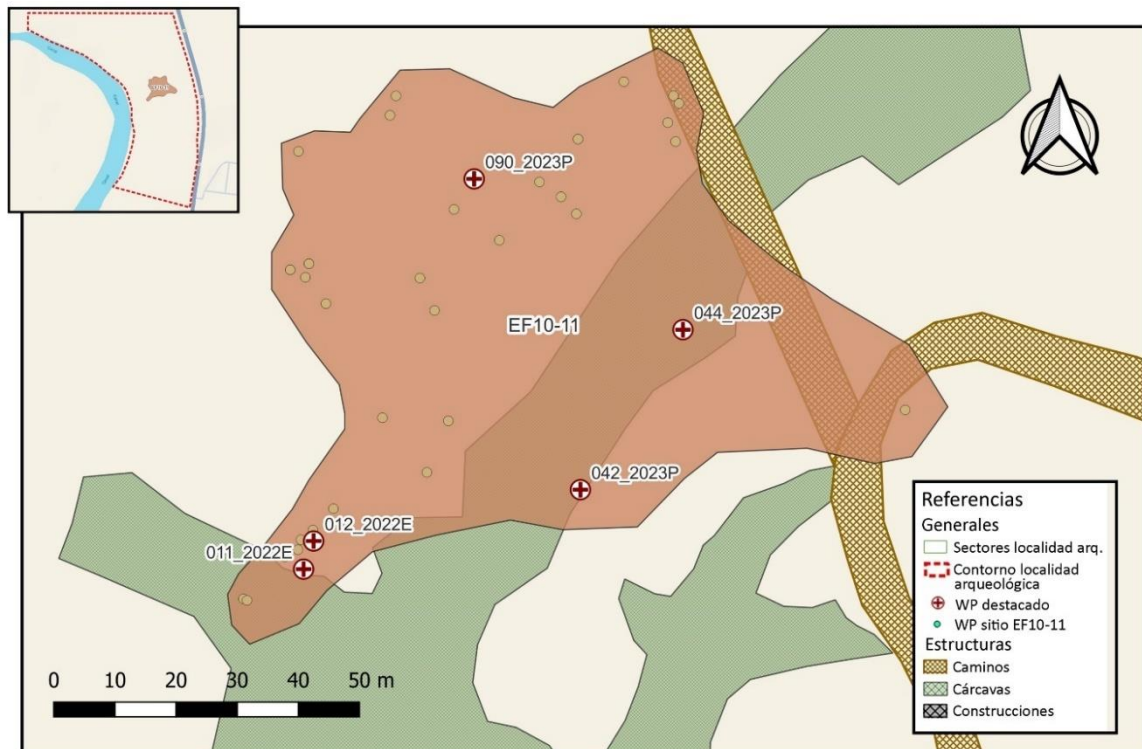 090_2023P
EF10-11
044_2023P
042_2023P
012_2022E
011_2022E
0 10 20 30 40 50 m
Referencias
Generales
Sectores localidad arq.
Contorno localidad
arqueológica
WP destacado
WP sitio EF10-11
Estructuras
Caminos
Cárcavas
Construcciones